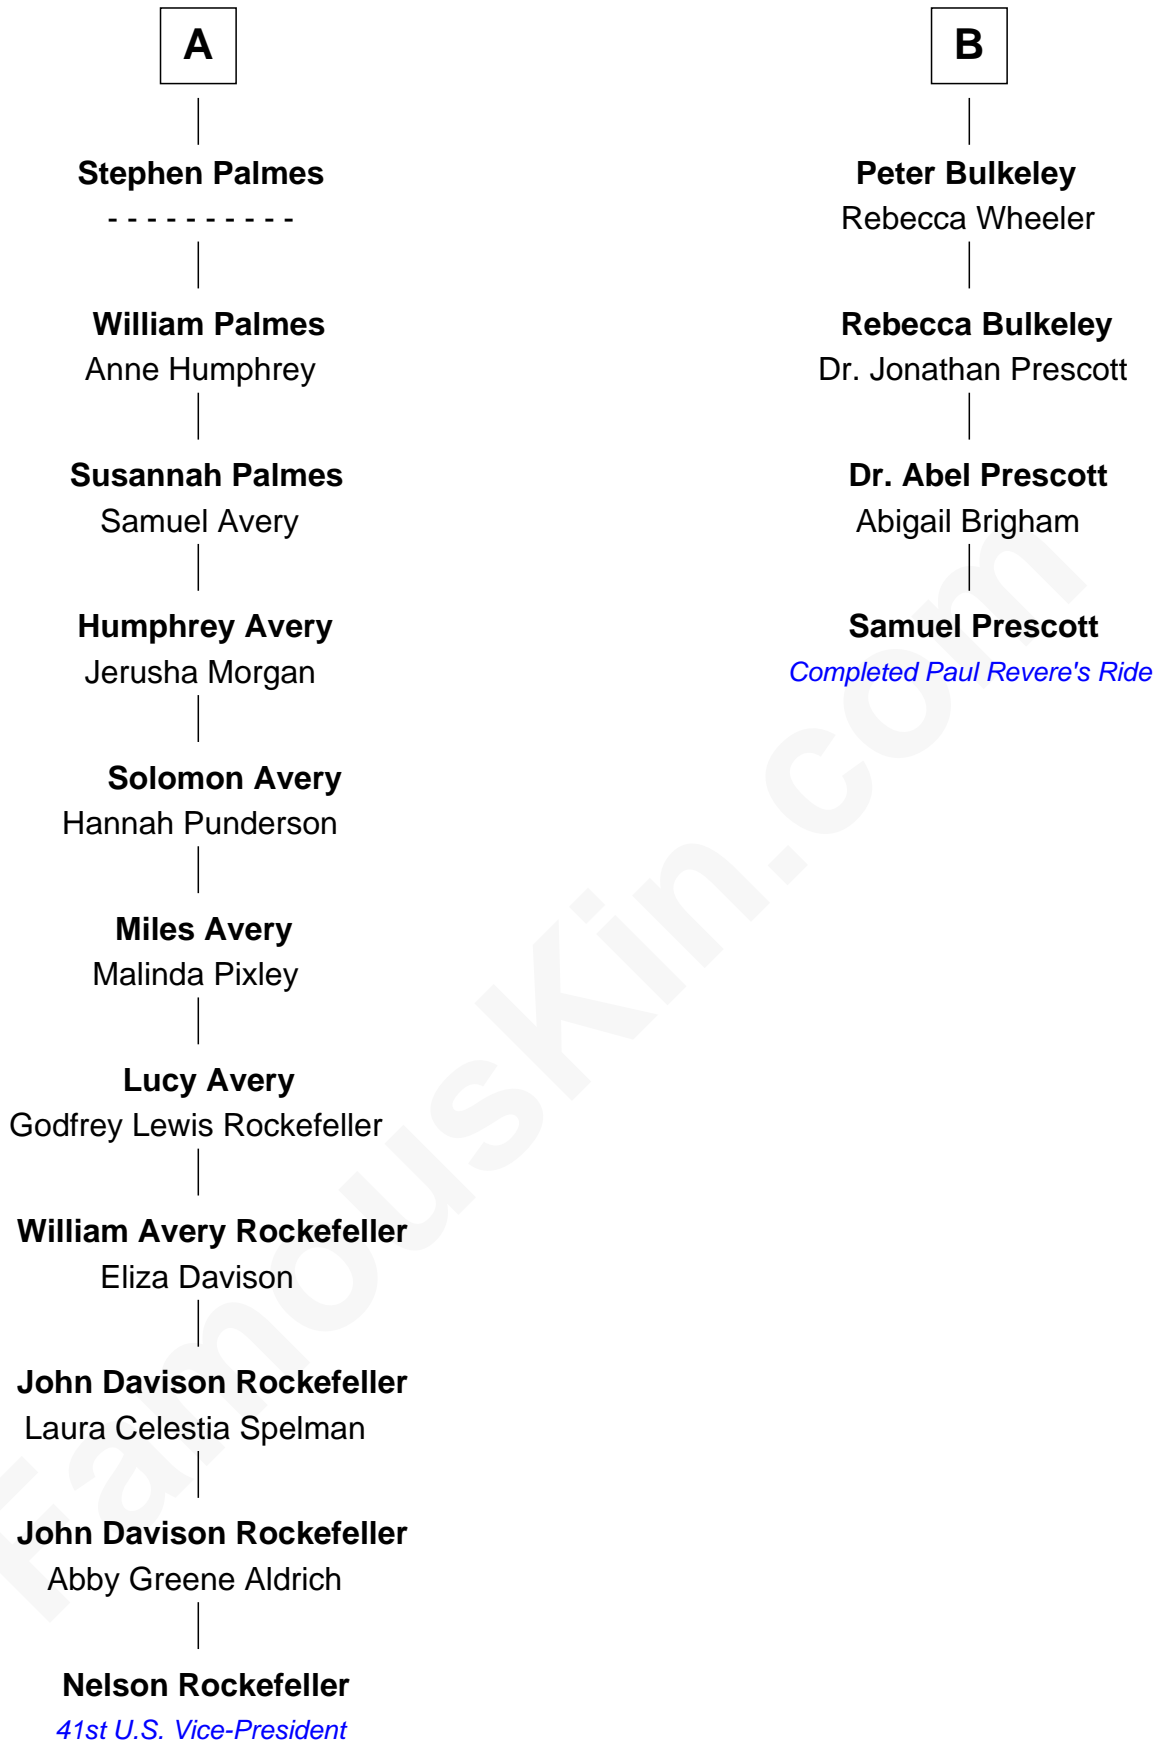 A
Stephen Palmes
- - - - - - - - - -
William Palmes
Anne Humphrey
Susannah Palmes
Samuel Avery
Humphrey Avery
Jerusha Morgan
Solomon Avery
Hannah Punderson
Miles Avery
Malinda Pixley
Lucy Avery
Godfrey Lewis Rockefeller
William Avery Rockefeller
Eliza Davison
John Davison Rockefeller
Laura Celestia Spelman
John Davison Rockefeller
Abby Greene Aldrich
Nelson Rockefeller
41st U.S. Vice-President
B
Peter Bulkeley
Rebecca Wheeler
Rebecca Bulkeley
Dr. Jonathan Prescott
Dr. Abel Prescott
Abigail Brigham
Samuel Prescott
Completed Paul Revere's Ride
FamousKin.com